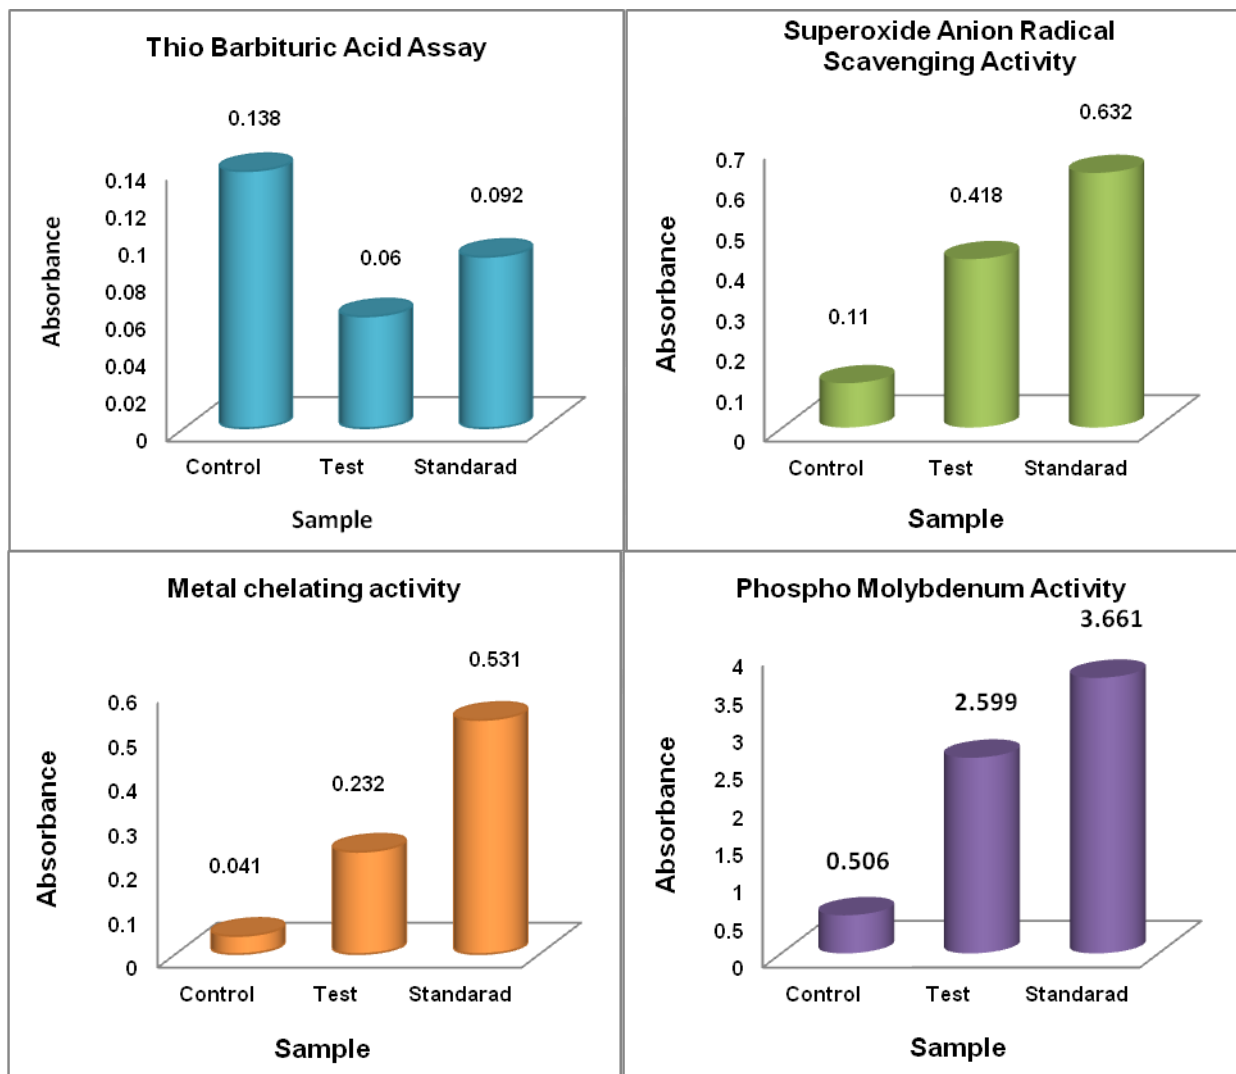 Thio Barbituric Acid Assay
0.138
0.092
0.06
0.14
0.12
0.1
0.08
0.06
0.04
0.02
0
Absorbance
Control Test Standarad
Sample
Superoxide Anion Radical
Scavenging Activity
0.632
0.418
0.11
0.7
0.6
0.5
0.4
0.3
0.2
0.1
0
Absorbance
Control Test Standarad
Sample
Metal chelating activity
0.531
0.232
0.041
0.6
0.5
0.4
0.3
0.2
0.1
0
Absorbance
Control Test Standarad
Sample
Phospho Molybdenum Activity
3.661
2.599
0.506
4
3.5
3
2.5
2
1.5
1
0.5
0
Absorbance
Control Test Standarad
Sample